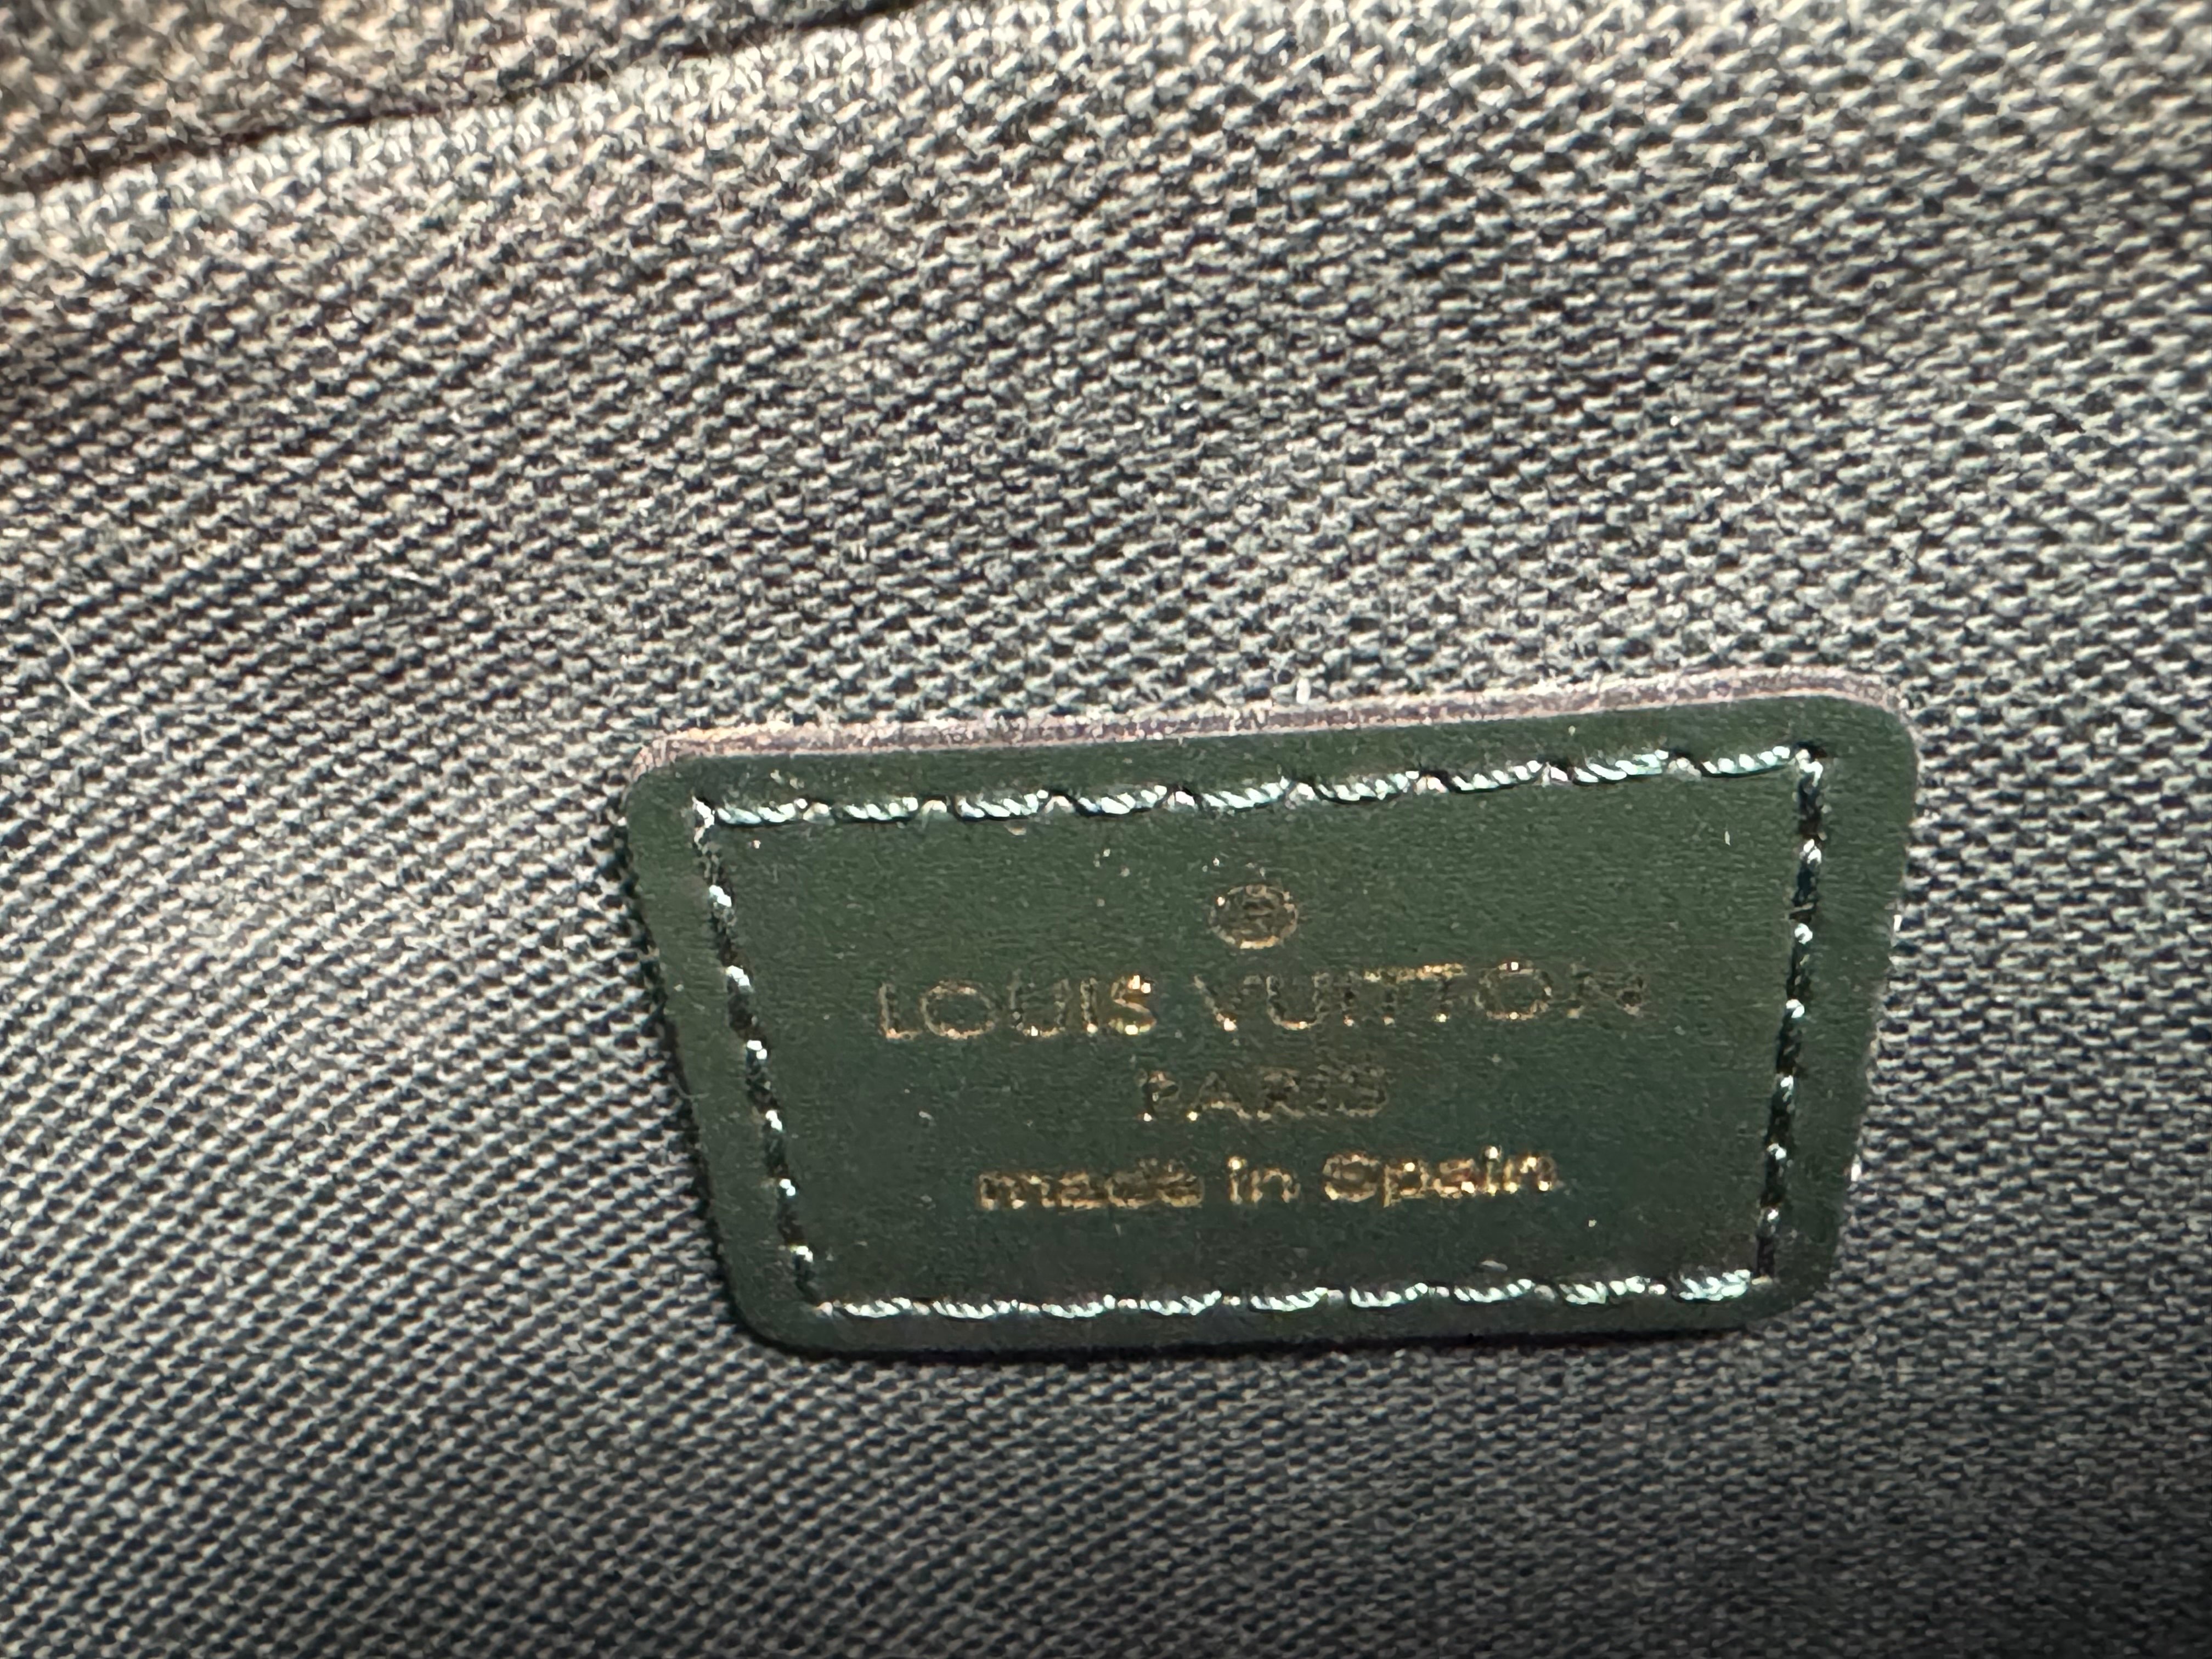 ®
LOUIS VUITTON
PARIS
made in Spain